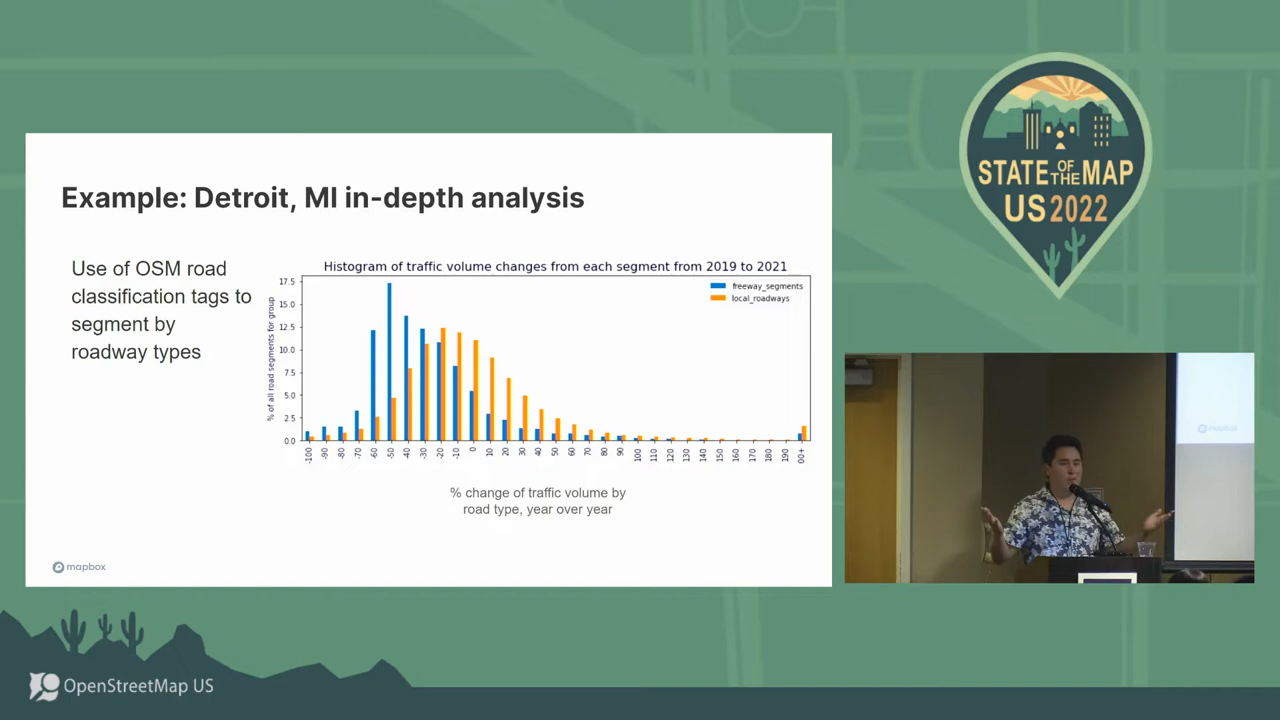 Example: Detroit, MI in-depth analysis
Use of OSM road
classification tags to
segment by
roadway types
Histogram of traffic volume changes from each segment from 2019 to 2021
freeway_segments
local_roadways
% of all road segments for group
17.5
15.0
12.5
10.0
7.5
5.0
2.5
0.0
-100 -90 -80 -70 -60 -50 -40 -30 -20 -10 0 10 20 30 40 50 60 70 80 90 100 110 120 130 140 150 160 170 180 190 00+
% change of traffic volume by
road type, year over year
mapbox
STATE OF THE MAP
US 2022
mapbox
OpenStreetMap US